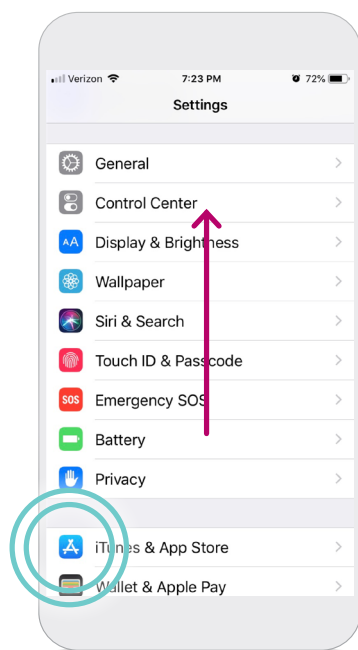 Verizon 7:23 PM 72%
Settings
General
Control Center
AA Display & Brightness
Wallpaper
Siri & Search
Touch ID & Passcode
SOS Emergency SOS
Battery
Privacy
iTunes & App Store
Wallet & Apple Pay